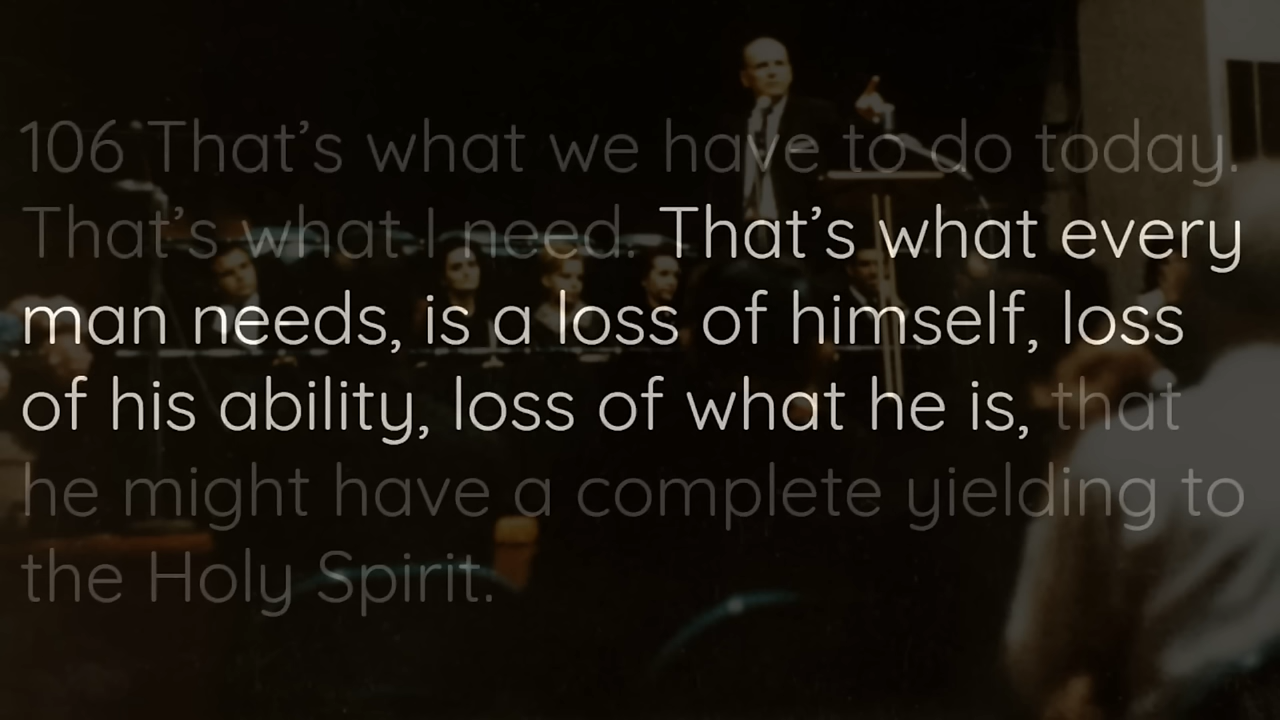 106 That’s what we have to do today.
That’s what I need. That’s what every
man needs, is a loss of himself, loss
of his ability, loss of what he is, that
he might have a complete yielding to
the Holy Spirit.